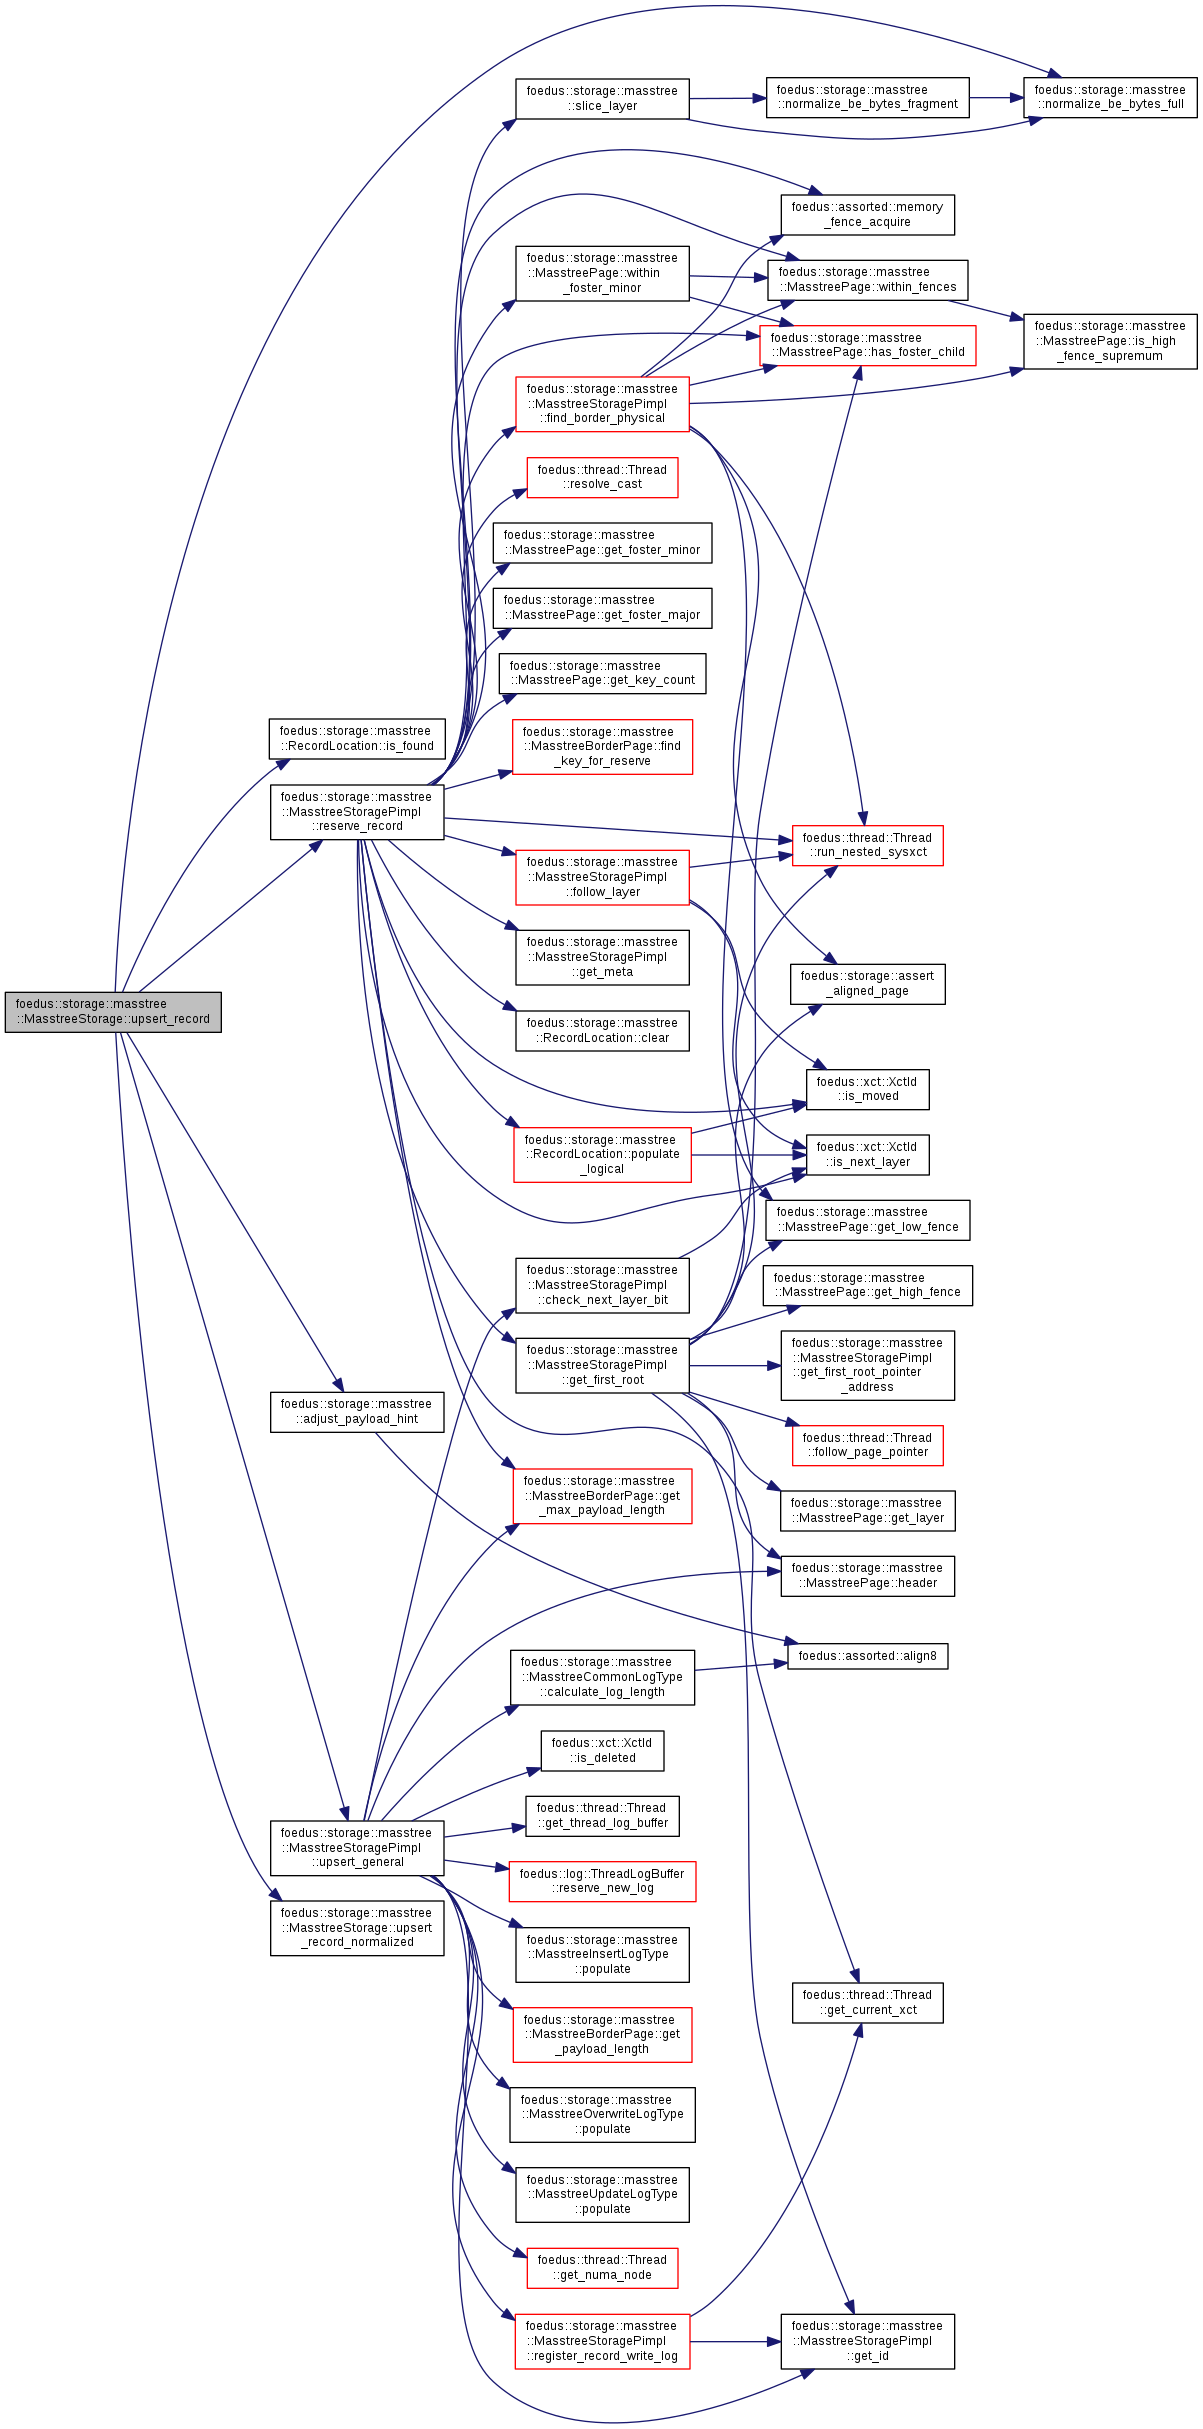 foedus::storage::masstree
::MasstreeStorage::upsert_record
foedus::storage::masstree
::RecordLocation::is_found
foedus::storage::masstree
::MasstreeStoragePimpl
::reserve_record
foedus::storage::masstree
::adjust_payload_hint
foedus::storage::masstree
::MasstreeStoragePimpl
::upsert_general
foedus::storage::masstree
::MasstreeStorage::upsert
_record_normalized
foedus::storage::masstree
::slice_layer
foedus::storage::masstree
::MasstreePage::within
_foster_minor
foedus::storage::masstree
::MasstreeStoragePimpl
::find_border_physical
foedus::thread::Thread
::resolve_cast
foedus::storage::masstree
::MasstreePage::get_foster_minor
foedus::storage::masstree
::MasstreePage::get_foster_major
foedus::storage::masstree
::MasstreePage::get_key_count
foedus::storage::masstree
::MasstreeBorderPage::find
_key_for_reserve
foedus::storage::masstree
::MasstreeStoragePimpl
::follow_layer
foedus::storage::masstree
::MasstreeStoragePimpl
::get_meta
foedus::storage::masstree
::RecordLocation::clear
foedus::storage::masstree
::RecordLocation::populate
_logical
foedus::storage::masstree
::MasstreeStoragePimpl
::check_next_layer_bit
foedus::storage::masstree
::MasstreeStoragePimpl
::get_first_root
foedus::storage::masstree
::MasstreeBorderPage::get
_max_payload_length
foedus::storage::masstree
::MasstreeCommonLogType
::calculate_log_length
foedus::xct::XctId
::is_deleted
foedus::thread::Thread
::get_thread_log_buffer
foedus::log::ThreadLogBuffer
::reserve_new_log
foedus::storage::masstree
::MasstreeInsertLogType
::populate
foedus::storage::masstree
::MasstreeBorderPage::get
_payload_length
foedus::storage::masstree
::MasstreeOverwriteLogType
::populate
foedus::storage::masstree
::MasstreeUpdateLogType
::populate
foedus::thread::Thread
::get_numa_node
foedus::storage::masstree
::MasstreeStoragePimpl
::register_record_write_log
foedus::storage::masstree
::normalize_be_bytes_fragment
foedus::assorted::memory
_fence_acquire
foedus::storage::masstree
::MasstreePage::within_fences
foedus::storage::masstree
::MasstreePage::has_foster_child
foedus::thread::Thread
::run_nested_sysxct
foedus::storage::assert
_aligned_page
foedus::xct::XctId
::is_moved
foedus::xct::XctId
::is_next_layer
foedus::storage::masstree
::MasstreePage::get_low_fence
foedus::storage::masstree
::MasstreePage::get_high_fence
foedus::storage::masstree
::MasstreeStoragePimpl
::get_first_root_pointer
_address
foedus::thread::Thread
::follow_page_pointer
foedus::storage::masstree
::MasstreePage::get_layer
foedus::storage::masstree
::MasstreePage::header
foedus::assorted::align8
foedus::thread::Thread
::get_current_xct
foedus::storage::masstree
::MasstreeStoragePimpl
::get_id
foedus::storage::masstree
::normalize_be_bytes_full
foedus::storage::masstree
::MasstreePage::is_high
_fence_supremum